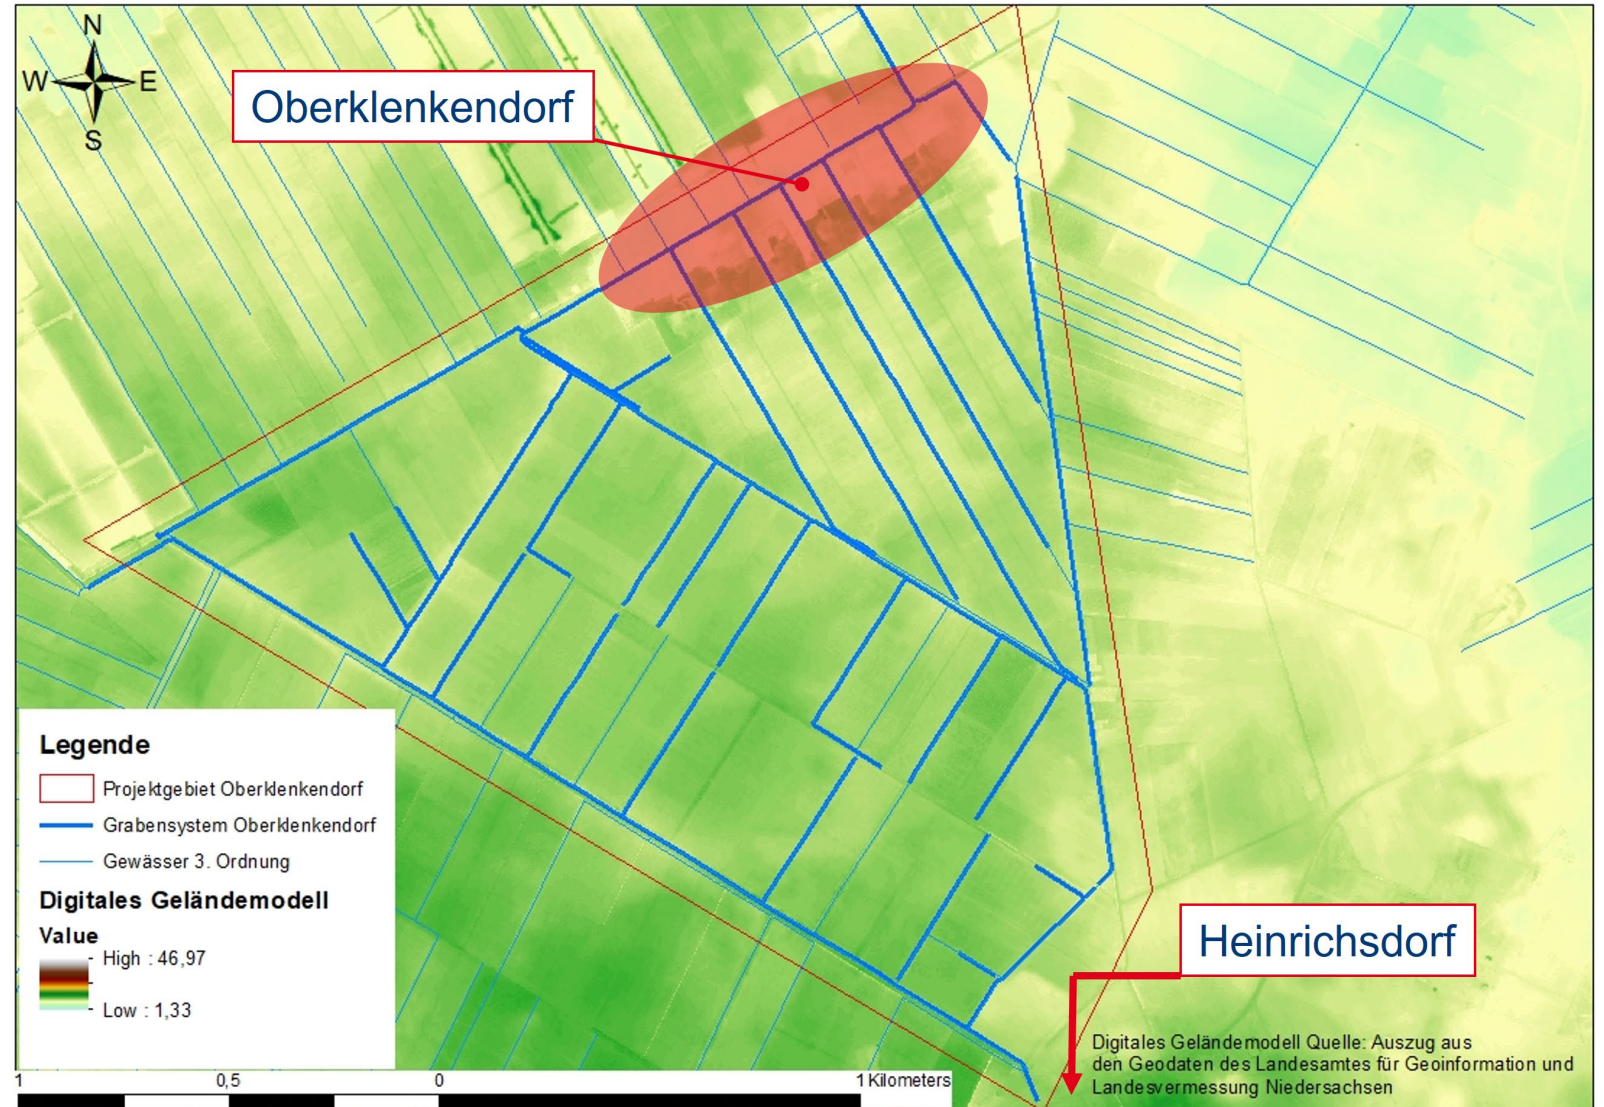 N
W E
S
Oberklenkendorf
Legende
Projektgebiet Oberklenkendorf
Grabensystem Oberklenkendorf
Gewässer 3. Ordnung
Digitales Geländemodell
Value
High : 46,97
Low : 1,33
Heinrichsdorf
Digitales Geländemodell Quelle: Auszug aus
den Geodaten des Landesamtes für Geoinformation und
Landesvermessung Niedersachsen
1 0,5 0 1 Kilometers